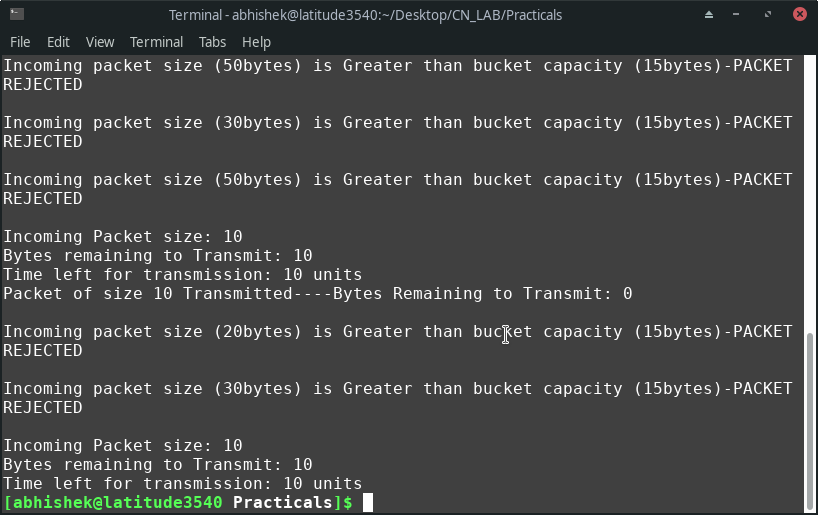 Terminal - abhishek@latitude3540:~/Desktop/CN_LAB/Practicals
File Edit View Terminal Tabs Help
Incoming packet size (50bytes) is Greater than bucket capacity (15bytes)-PACKET
REJECTED
Incoming packet size (30bytes) is Greater than bucket capacity (15bytes)-PACKET
REJECTED
Incoming packet size (50bytes) is Greater than bucket capacity (15bytes)-PACKET
REJECTED
Incoming Packet size: 10
Bytes remaining to Transmit: 10
Time left for transmission: 10 units
Packet of size 10 Transmitted----Bytes Remaining to Transmit: 0
Incoming packet size (20bytes) is Greater than bucket capacity (15bytes)-PACKET
REJECTED
Incoming packet size (30bytes) is Greater than bucket capacity (15bytes)-PACKET
REJECTED
Incoming Packet size: 10
Bytes remaining to Transmit: 10
Time left for transmission: 10 units
[abhishek@latitude3540 Practicals]$